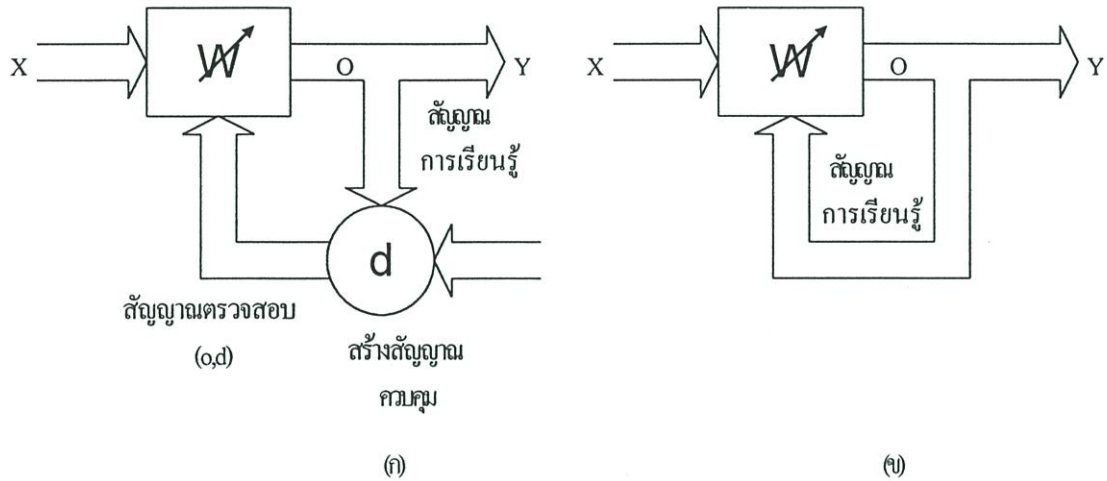 X
W
O
Y
สัญญาณ
การเรียนรู้
d
สัญญาณตรวจสอบ
(o,d)
สร้างสัญญาณ
ควบคุม
(ก)
X
W
O
Y
สัญญาณ
การเรียนรู้
(ข)